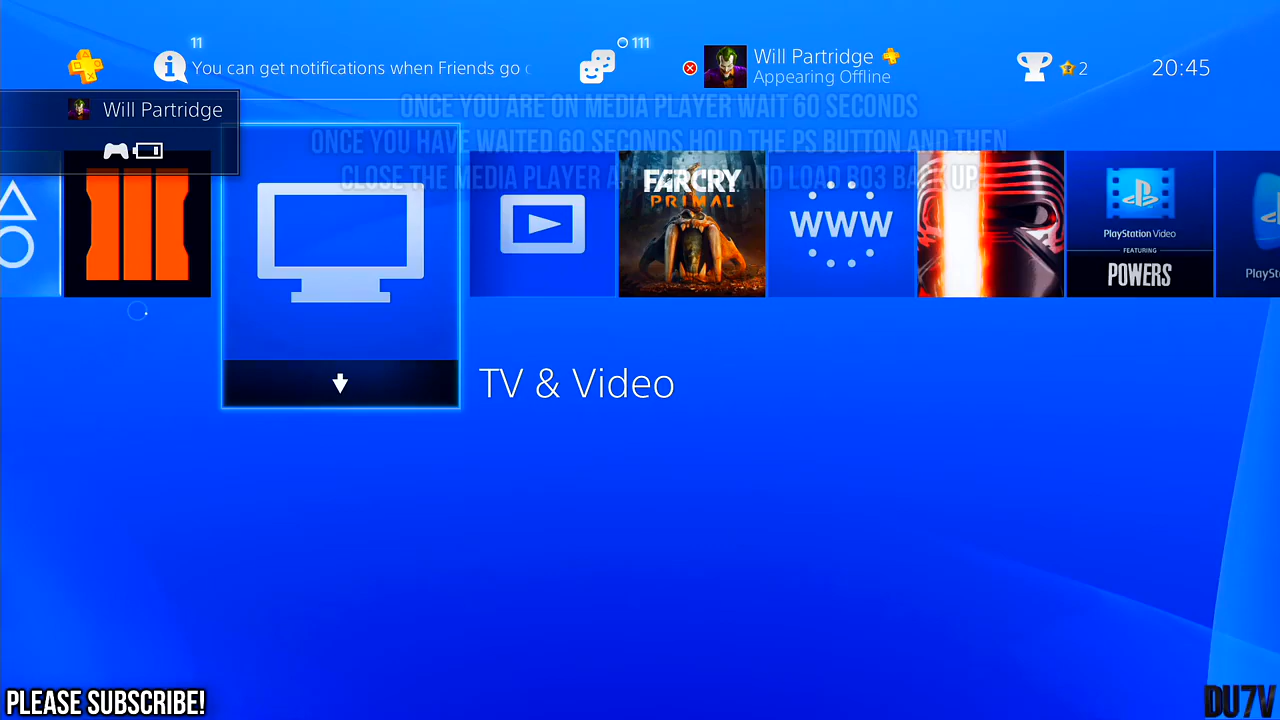 11
You can get notifications when Friends go
111
Will Partridge
Appearing Offline
2
20:45
Will Partridge
ONCE YOU ARE ON MEDIA PLAYER WAIT 60 SECONDS
ONCE YOU HAVE WAITED 60 SECONDS HOLD THE PS BUTTON AND THEN
CLOSE THE MEDIA PLAYER AND LOAD BO3 BACK UP
FARCRY
PRIMAL
WWW
PlayStation Video
FEATURING
POWERS
TV & Video
PLEASE SUBSCRIBE!
DU7V